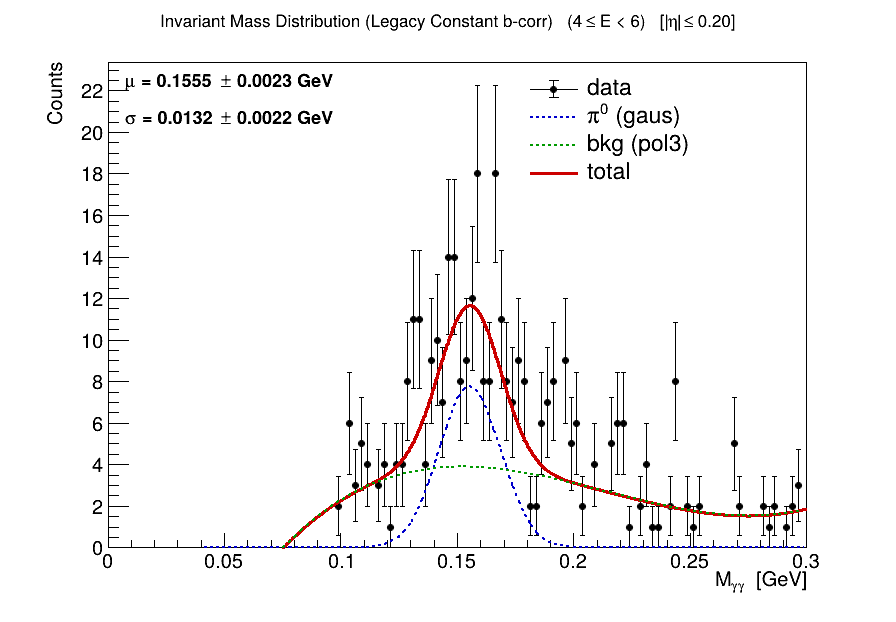 Invariant Mass Distribution (Legacy Constant b-corr) (4 ≤ E < 6) [|η| ≤ 0.20]
Counts
μ = 0.1555 ± 0.0023 GeV
σ = 0.0132 ± 0.0022 GeV
data
π⁰ (gaus)
bkg (pol3)
total
22
20
18
16
14
12
10
8
6
4
2
0
0 0.05 0.1 0.15 0.2 0.25 0.3
Mγγ [GeV]